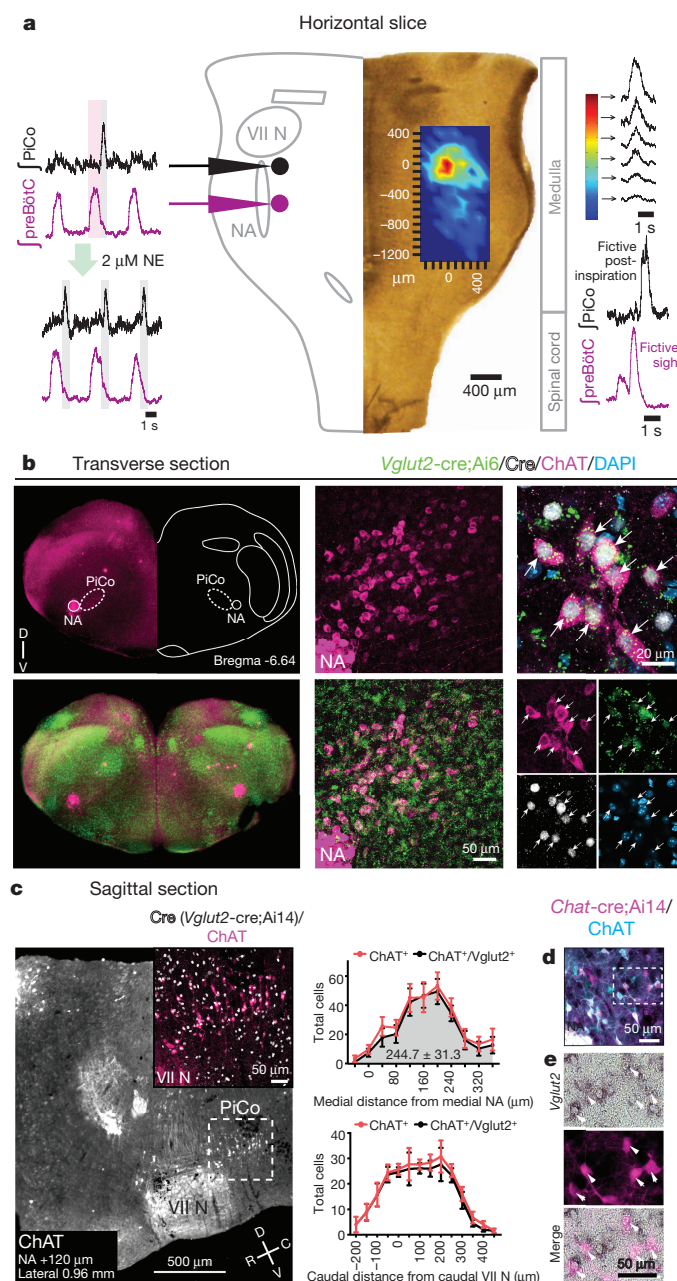 a
Horizontal slice
∫PiCo
∫preBötC
2 μM NE
1 s
VII N
NA
400
0
-400
-800
-1200
μm
0
400
400 μm
Medulla
Spinal cord
1 s
Fictive
post-
inspiration
∫PiCo
∫preBötC
Fictive
sigh
1 s
b
Transverse section
Vglut2-cre;Ai6/Cre/ChAT/DAPI
PiCo
NA
PiCo
NA
D
V
Bregma -6.64
NA
20 μm
NA
50 μm
c
Sagittal section
Cre (Vglut2-cre;Ai14)/
ChAT
VII N
50 μm
PiCo
VII N
ChAT
NA +120 μm
Lateral 0.96 mm
500 μm
D
R
C
V
ChAT+
ChAT+/Vglut2+
Total cells
60
40
20
0
244.7 ± 31.3
0
80
160
240
320
Medial distance from medial NA (μm)
ChAT+
ChAT+/Vglut2+
Total cells
40
30
20
10
0
-200
-100
0
100
200
300
400
Caudal distance from caudal VII N (μm)
Chat-cre;Ai14/
ChAT
d
50 μm
e
Vglut2
Merge
50 μm